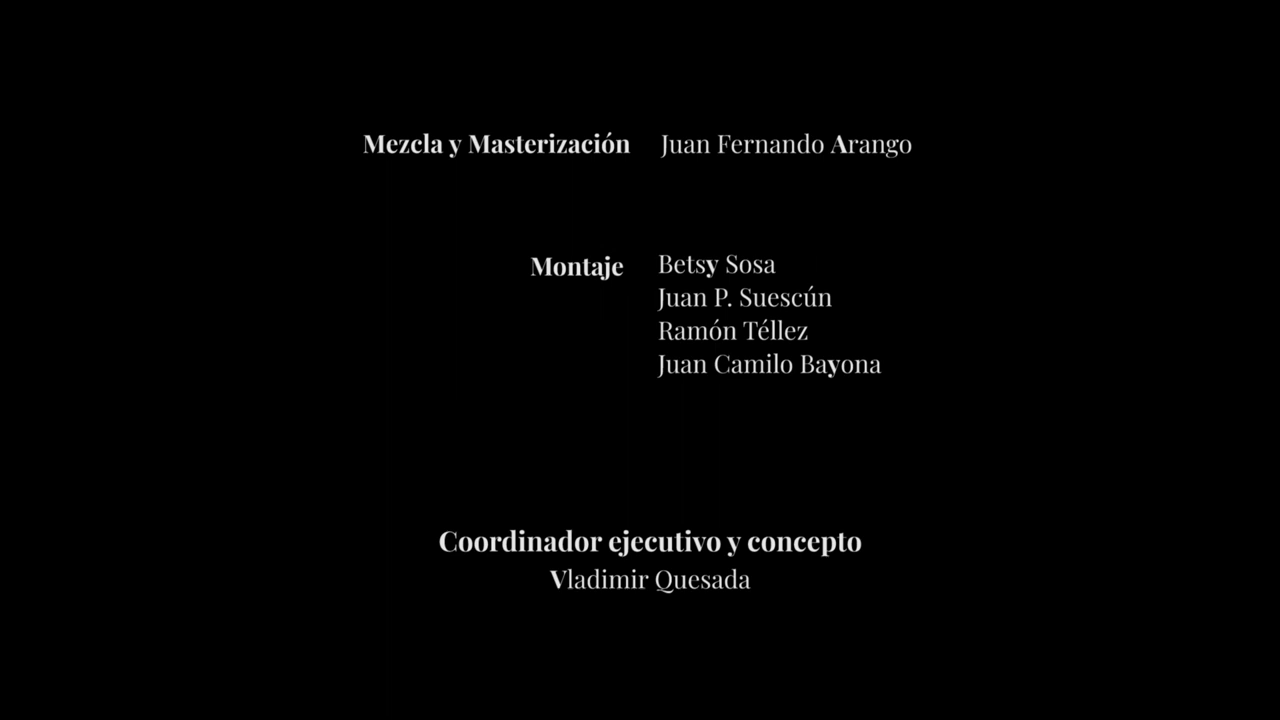 Mezcla y Masterización Juan Fernando Arango
Montaje Betsy Sosa
Juan P. Suescún
Ramón Téllez
Juan Camilo Bayona
Coordinador ejecutivo y concepto
Vladimir Quesada